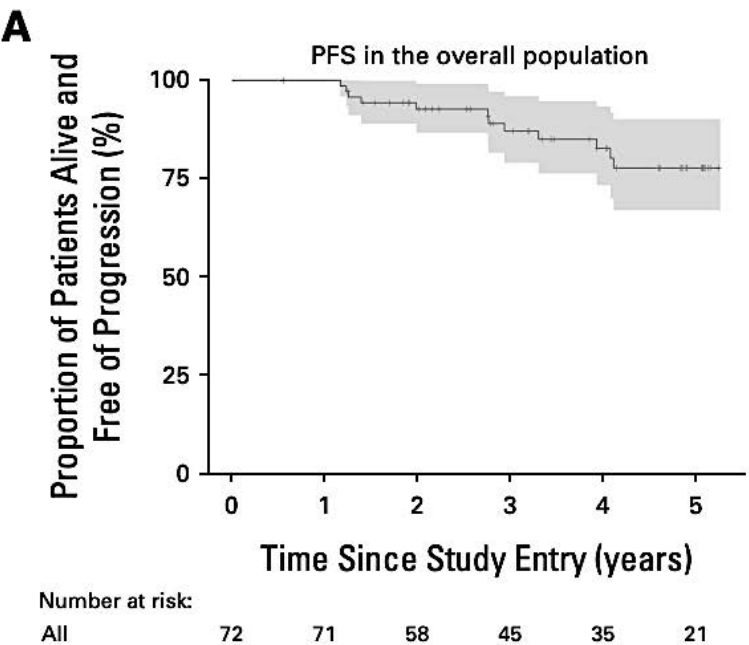 A
PFS in the overall population
Proportion of Patients Alive and
Free of Progression (%)
100
75
50
25
0
0 1 2 3 4 5
Time Since Study Entry (years)
Number at risk:
All 72 71 58 45 35 21